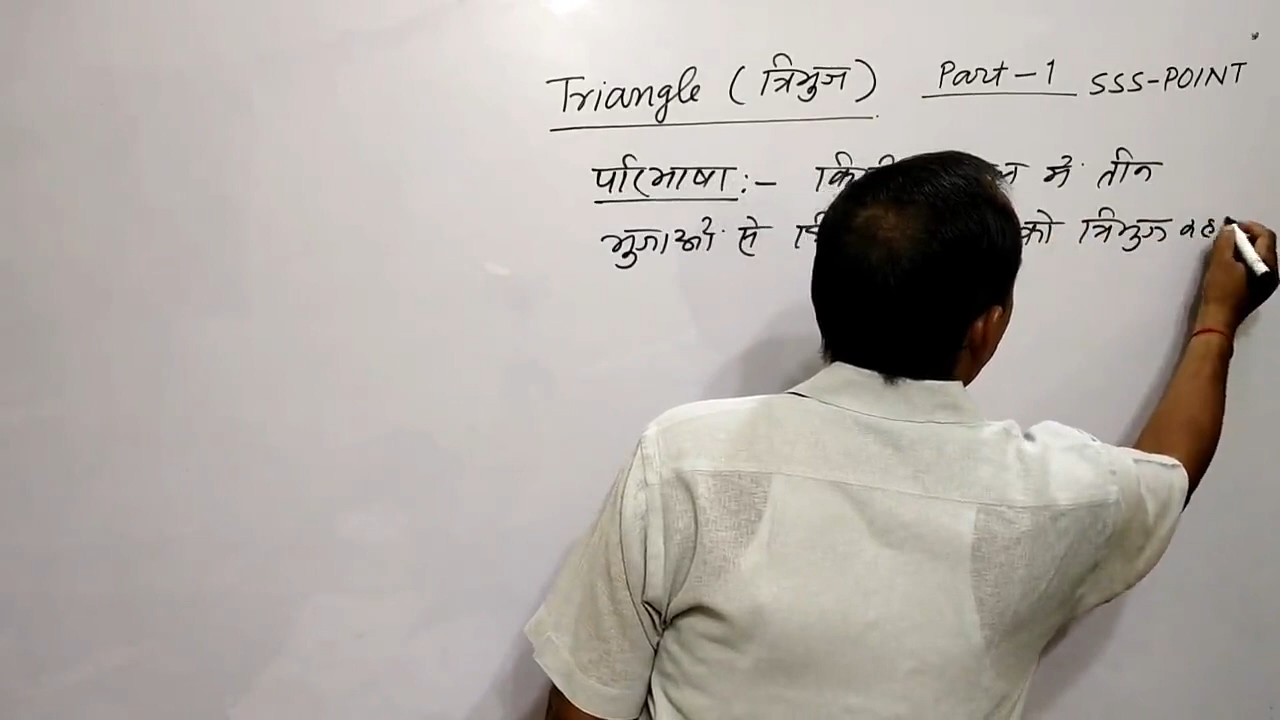 Triangle (त्रिभुज) Part-1 SSS-POINT
परिभाषा:- में तीन
भुजाओं से को त्रिभुज कह